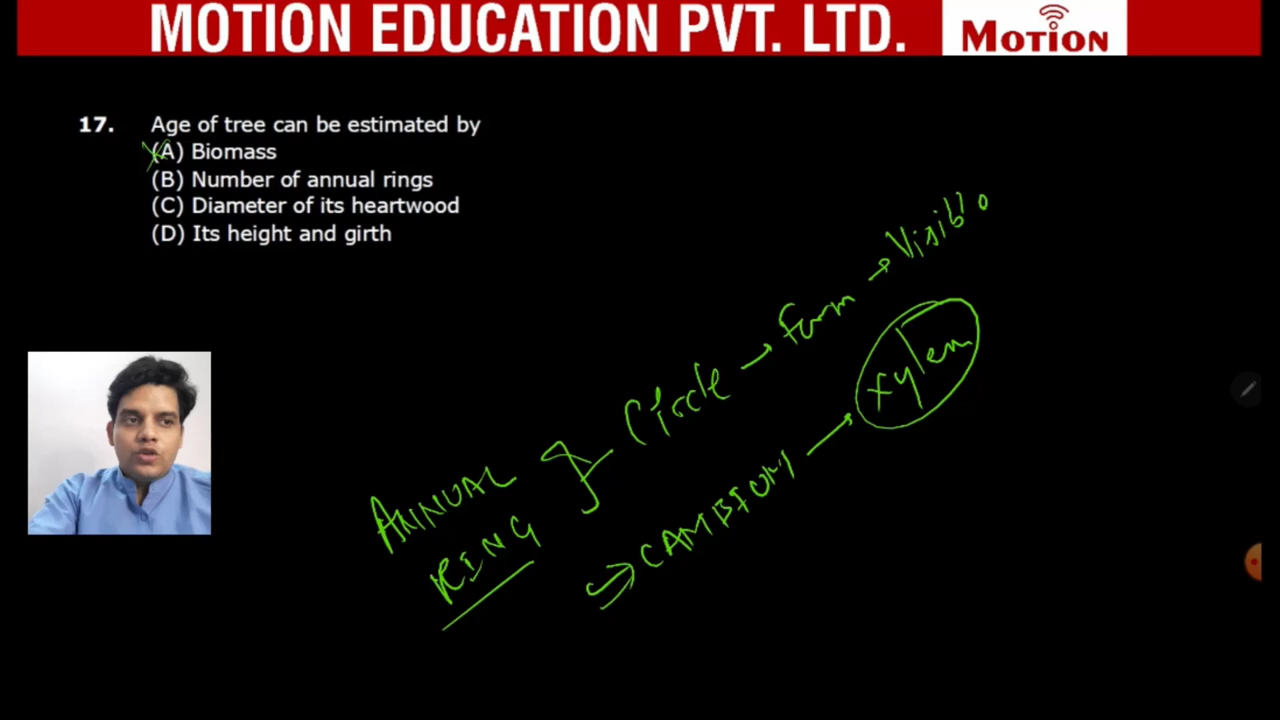 MOTION EDUCATION PVT. LTD.
MOTION
17. Age of tree can be estimated by
(A) Biomass
(B) Number of annual rings
(C) Diameter of its heartwood
(D) Its height and girth
ANNUAL RING
Circle → Form → Visible
CAMBIUM → xylem